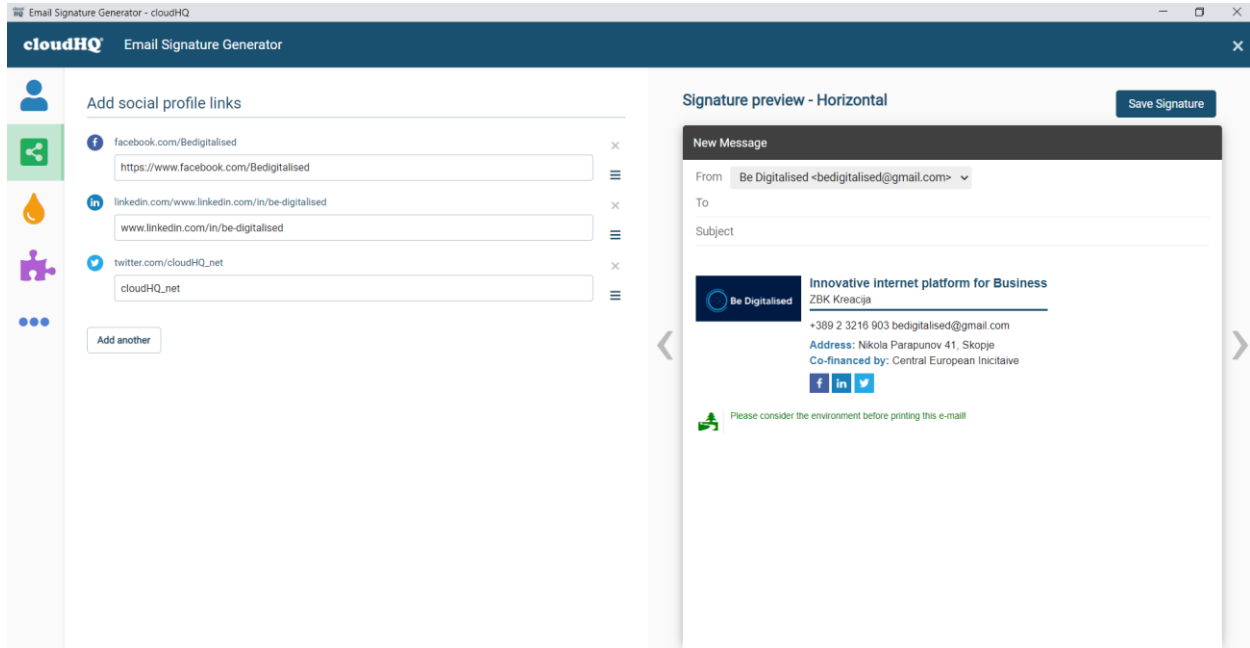 Email Signature Generator - cloudHQ
cloudHQ Email Signature Generator
Add social profile links
facebook.com/Bedigitalised
https://www.facebook.com/Bedigitalised
linkedin.com/www.linkedin.com/in/be-digitalised
www.linkedin.com/in/be-digitalised
twitter.com/cloudHQ_net
cloudHQ_net
Add another
Signature preview - Horizontal
Save Signature
New Message
From Be Digitalised <bedigitalised@gmail.com>
To
Subject
Be Digitalised
Innovative internet platform for Business
ZBK Kreacija
+389 2 3216 903 bedigitalised@gmail.com
Address: Nikola Parapunov 41, Skopje
Co-financed by: Central European Inicitaive
Please consider the environment before printing this e-mail!